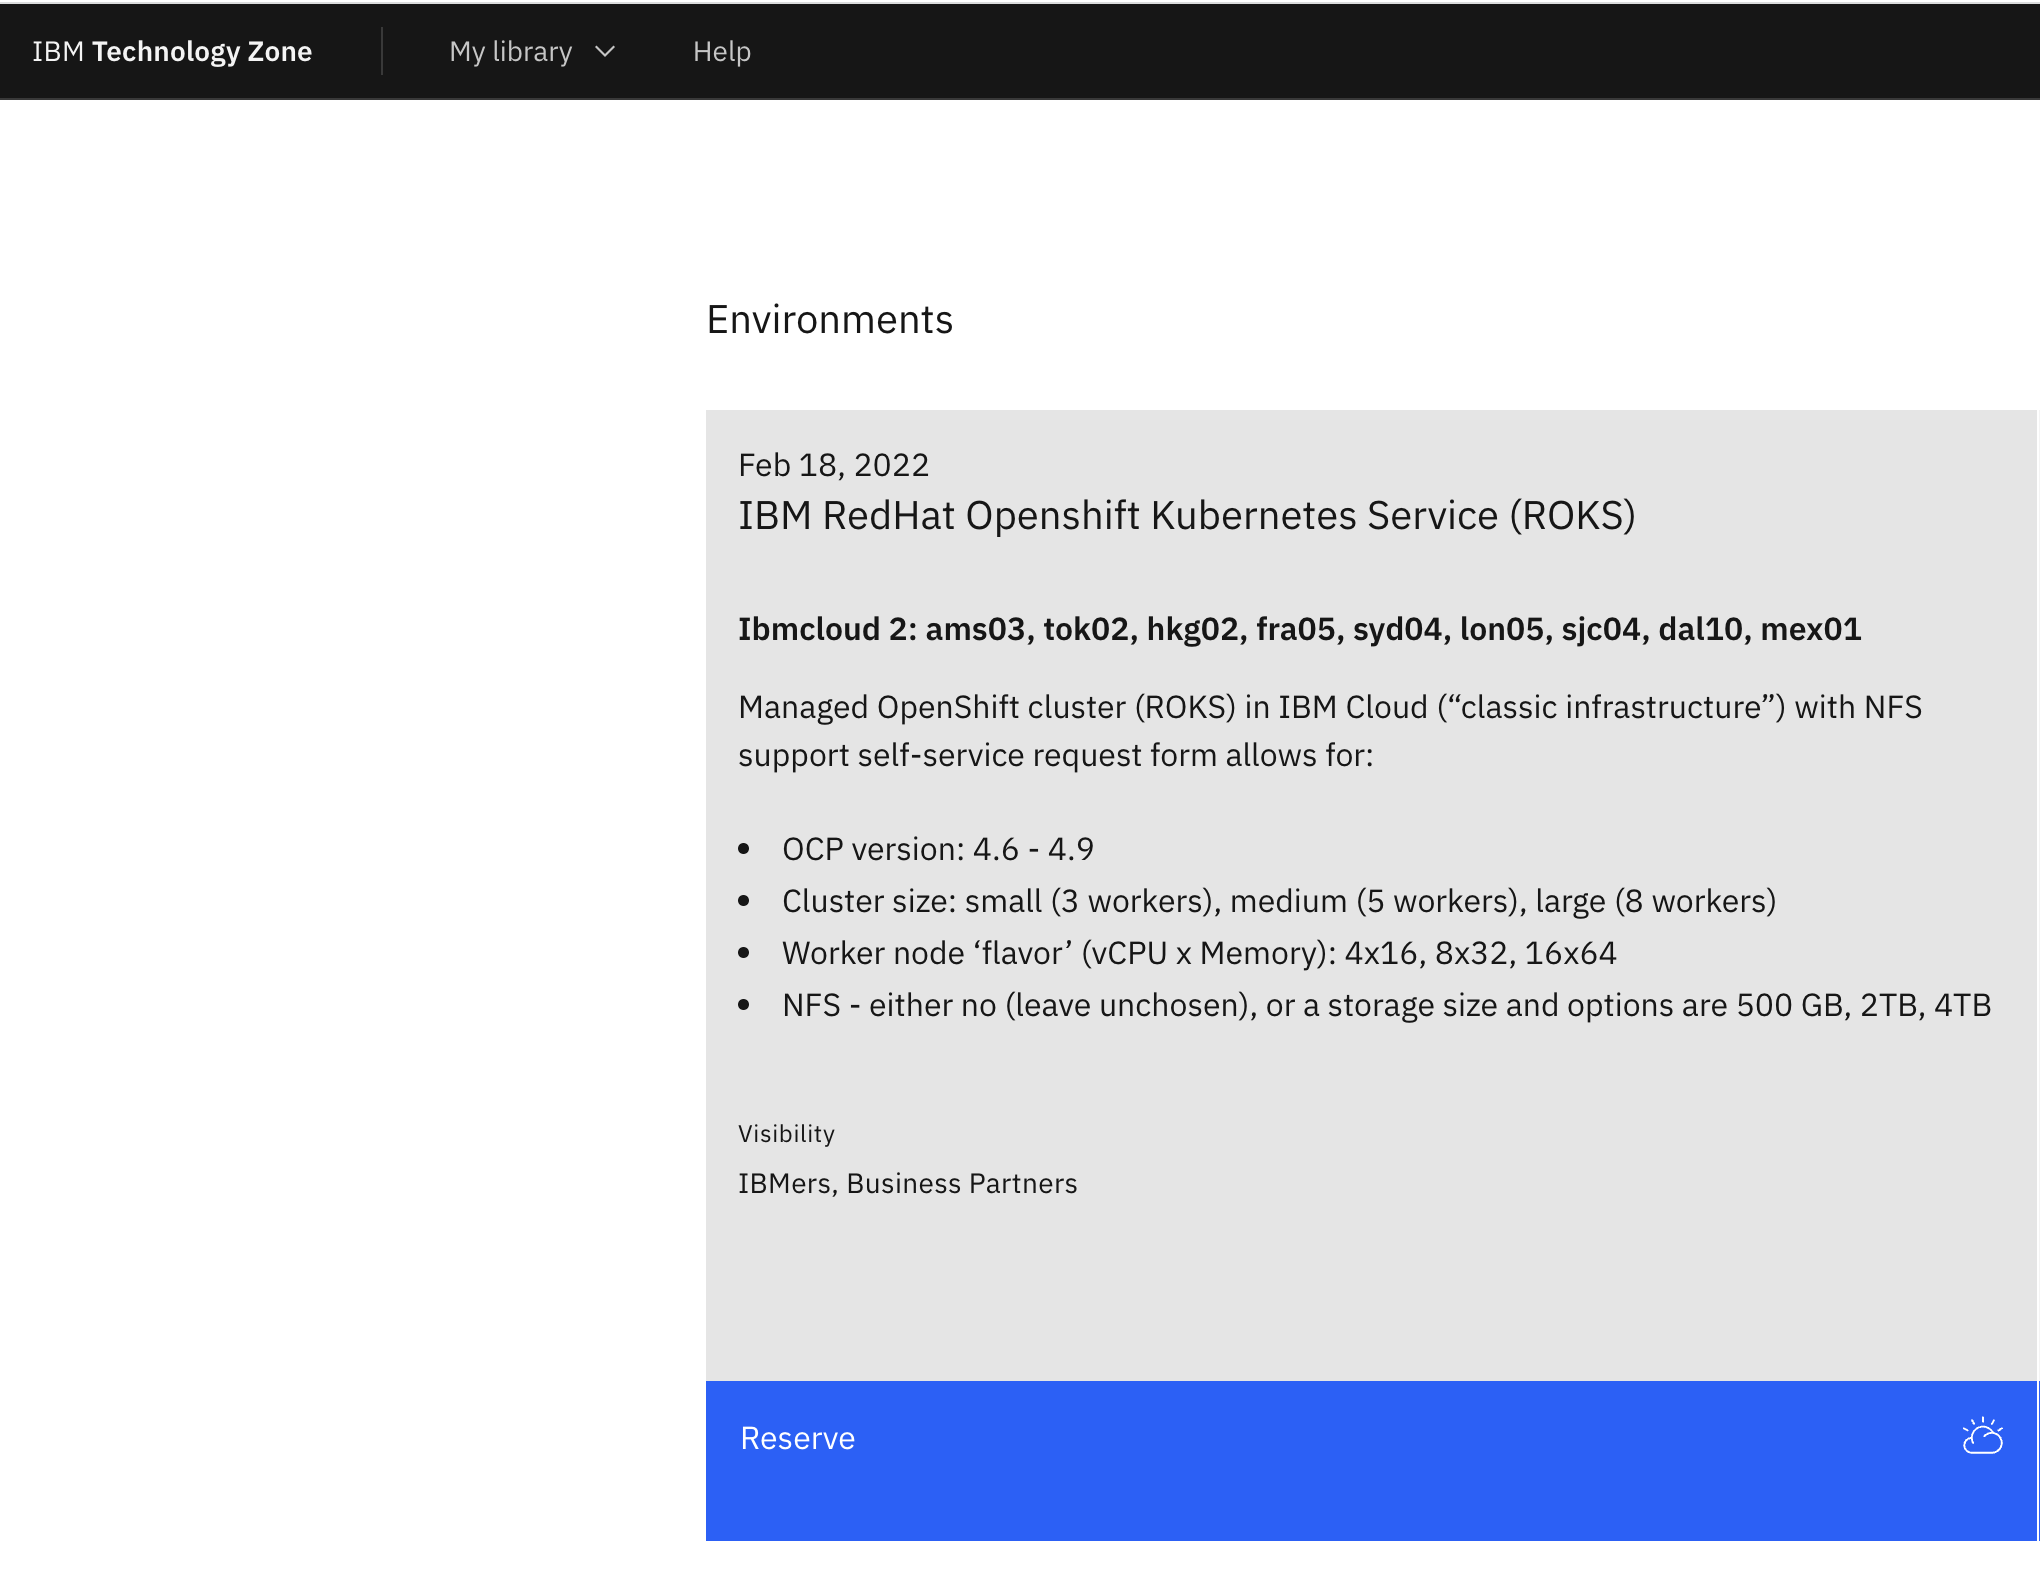 IBM Technology Zone
My library
Help
Environments
Feb 18, 2022
IBM RedHat Openshift Kubernetes Service (ROKS)
Ibmcloud 2: ams03, tok02, hkg02, fra05, syd04, lon05, sjc04, dal10, mex01
Managed OpenShift cluster (ROKS) in IBM Cloud (“classic infrastructure”) with NFS
support self-service request form allows for:
• OCP version: 4.6 - 4.9
• Cluster size: small (3 workers), medium (5 workers), large (8 workers)
• Worker node ‘flavor’ (vCPU x Memory): 4x16, 8x32, 16x64
• NFS - either no (leave unchosen), or a storage size and options are 500 GB, 2TB, 4TB
Visibility
IBMers, Business Partners
Reserve